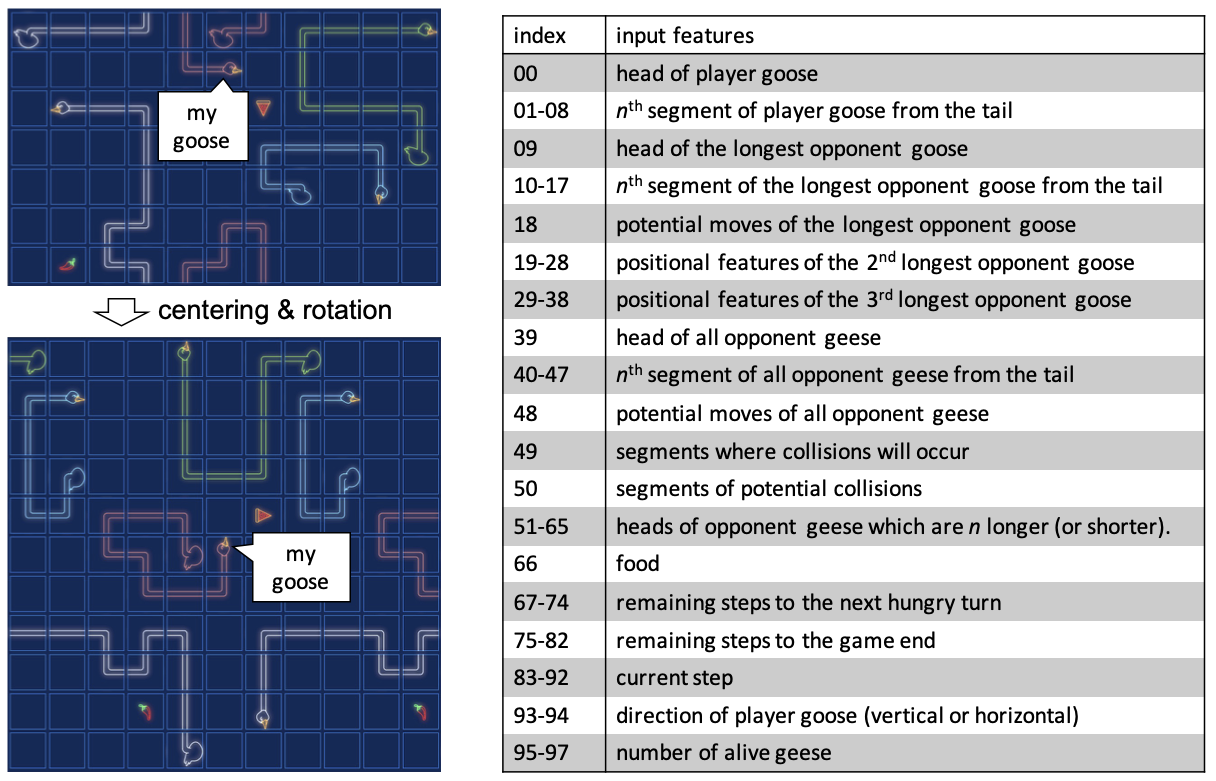 my
goose
centering & rotation
my
goose
index input features
00 head of player goose
01-08 nth segment of player goose from the tail
09 head of the longest opponent goose
10-17 nth segment of the longest opponent goose from the tail
18 potential moves of the longest opponent goose
19-28 positional features of the 2nd longest opponent goose
29-38 positional features of the 3rd longest opponent goose
39 head of all opponent geese
40-47 nth segment of all opponent geese from the tail
48 potential moves of all opponent geese
49 segments where collisions will occur
50 segments of potential collisions
51-65 heads of opponent geese which are n longer (or shorter).
66 food
67-74 remaining steps to the next hungry turn
75-82 remaining steps to the game end
83-92 current step
93-94 direction of player goose (vertical or horizontal)
95-97 number of alive geese